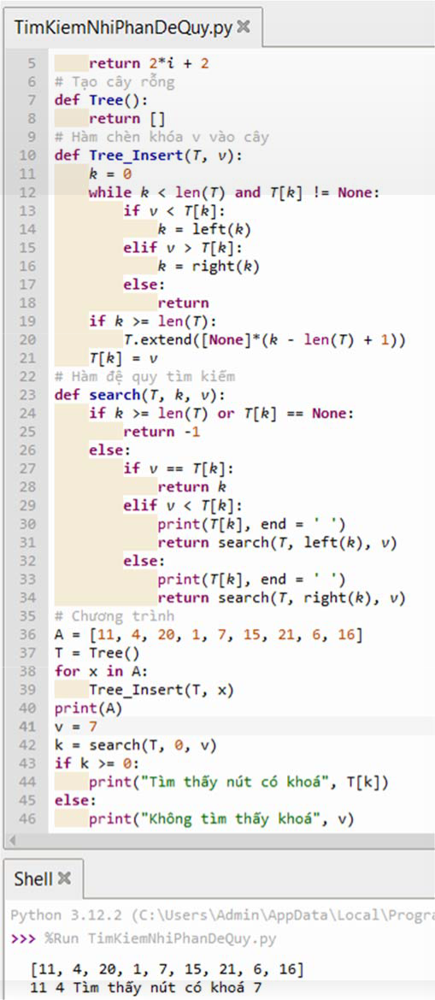 TimKiemNhiPhanDeQuy.py
5 return 2*i + 2
6 # Tạo cây rỗng
7 def Tree():
8 return []
9 # Hàm chèn khóa v vào cây
10 def Tree_Insert(T, v):
11 k = 0
12 while k < len(T) and T[k] != None:
13 if v < T[k]:
14 k = left(k)
15 elif v > T[k]:
16 k = right(k)
17 else:
18 return
19 if k >= len(T):
20 T.extend([None]*(k - len(T) + 1))
21 T[k] = v
22 # Hàm đệ quy tìm kiếm
23 def search(T, k, v):
24 if k >= len(T) or T[k] == None:
25 return -1
26 else:
27 if v == T[k]:
28 return k
29 elif v < T[k]:
30 print(T[k], end = ' ')
31 return search(T, left(k), v)
32 else:
33 print(T[k], end = ' ')
34 return search(T, right(k), v)
35 # Chương trình
36 A = [11, 4, 20, 1, 7, 15, 21, 6, 16]
37 T = Tree()
38 for x in A:
39 Tree_Insert(T, x)
40 print(A)
41 v = 7
42 k = search(T, 0, v)
43 if k >= 0:
44 print("Tìm thấy nút có khoá", T[k])
45 else:
46 print("Không tìm thấy khoá", v)
Shell
Python 3.12.2 (C:\Users\Admin\AppData\Local\Progra
>>> %Run TimKiemNhiPhanDeQuy.py
[11, 4, 20, 1, 7, 15, 21, 6, 16]
11 4 Tìm thấy nút có khoá 7